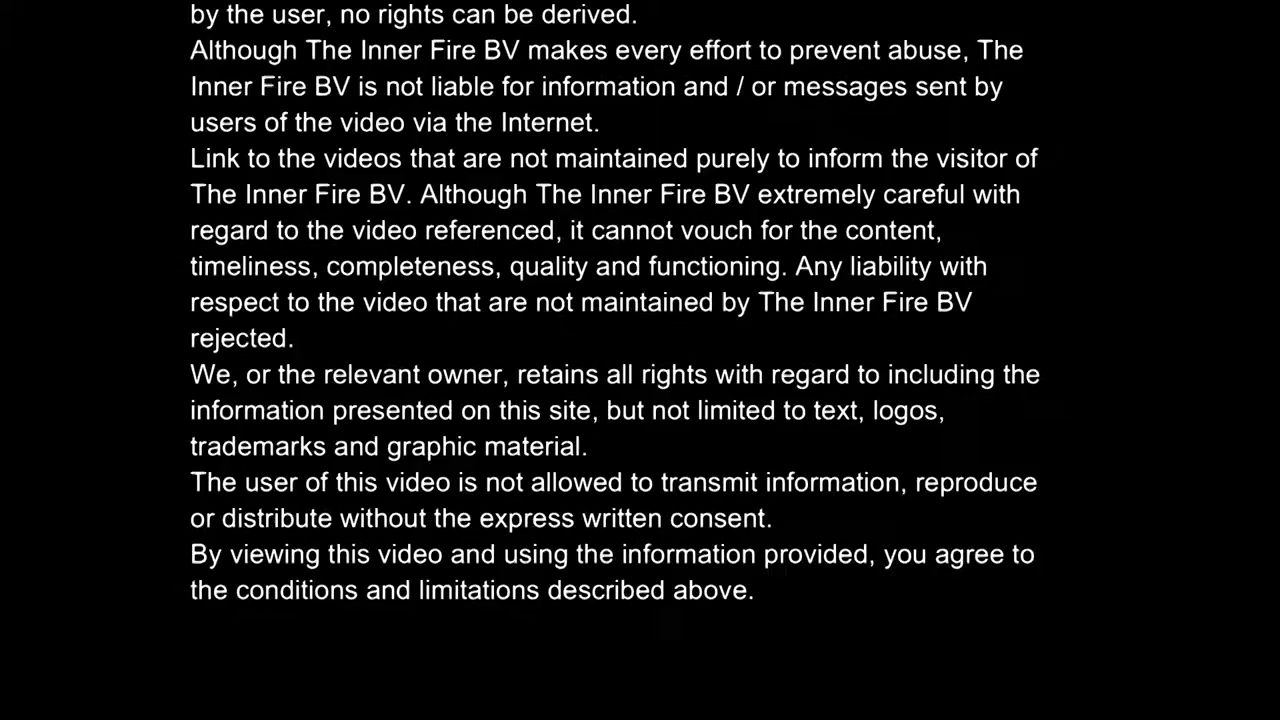 by the user, no rights can be derived.
Although The Inner Fire BV makes every effort to prevent abuse, The
Inner Fire BV is not liable for information and / or messages sent by
users of the video via the Internet.
Link to the videos that are not maintained purely to inform the visitor of
The Inner Fire BV. Although The Inner Fire BV extremely careful with
regard to the video referenced, it cannot vouch for the content,
timeliness, completeness, quality and functioning. Any liability with
respect to the video that are not maintained by The Inner Fire BV
rejected.
We, or the relevant owner, retains all rights with regard to including the
information presented on this site, but not limited to text, logos,
trademarks and graphic material.
The user of this video is not allowed to transmit information, reproduce
or distribute without the express written consent.
By viewing this video and using the information provided, you agree to
the conditions and limitations described above.